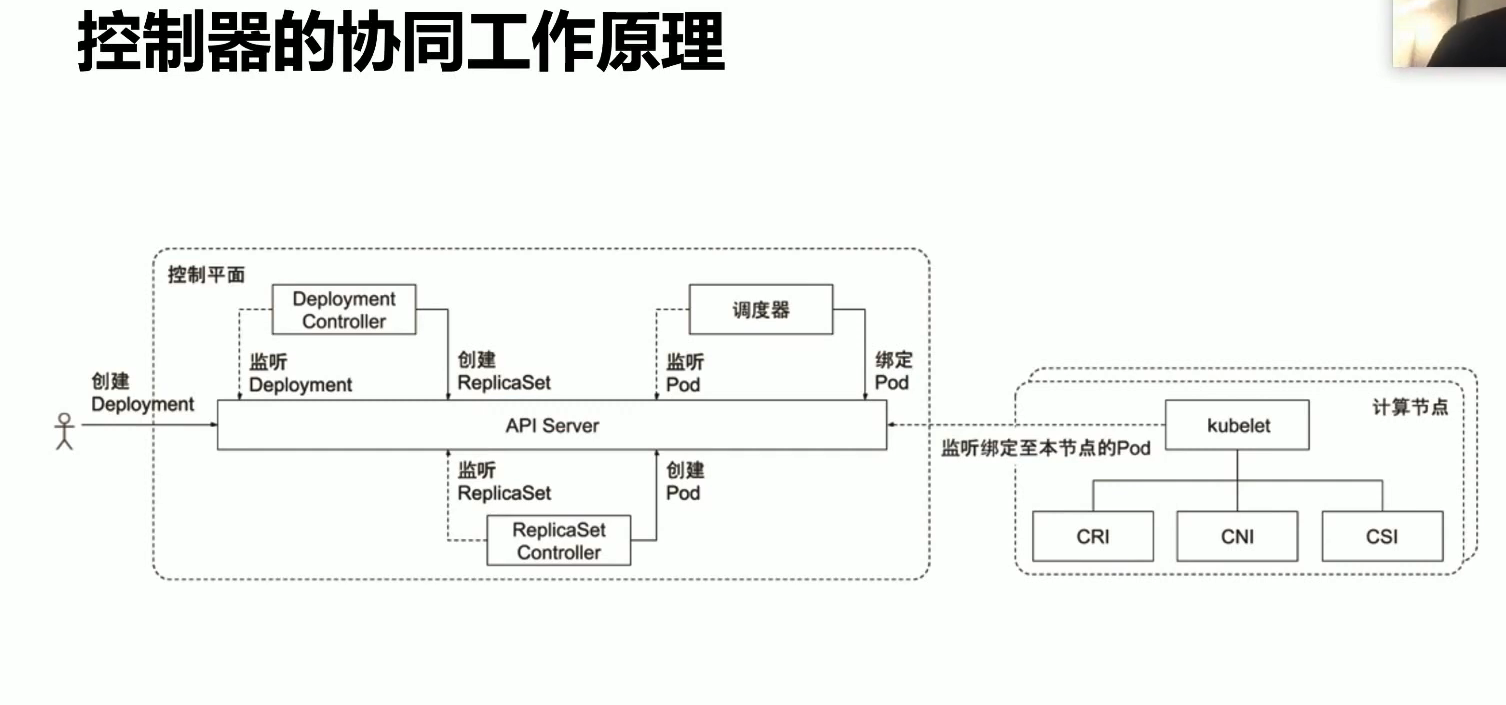 控制器的协同工作原理
控制平面
Deployment
Controller
调度器
监听
Deployment
创建
ReplicaSet
监听
Pod
绑定
Pod
创建
Deployment
API Server
监听
ReplicaSet
创建
Pod
ReplicaSet
Controller
计算节点
kubelet
监听绑定至本节点的Pod
CRI
CNI
CSI